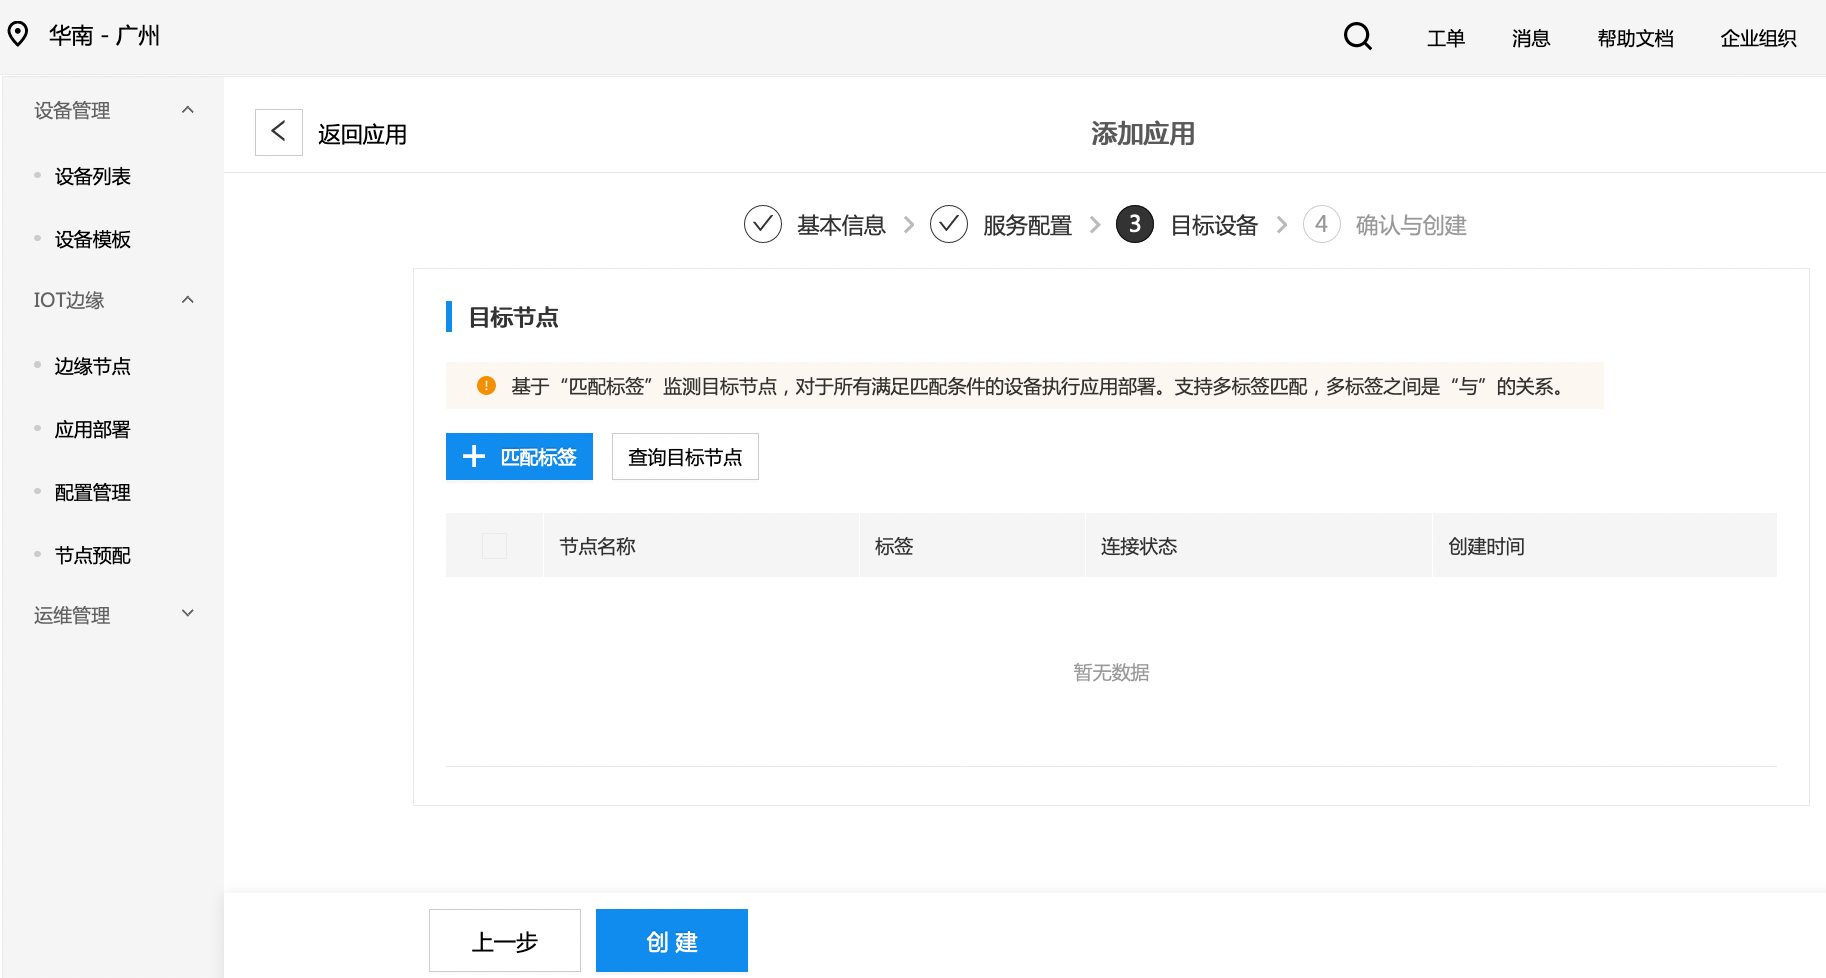 华南 - 广州
工单 消息 帮助文档 企业组织
设备管理
设备列表
设备模板
IOT边缘
边缘节点
应用部署
配置管理
节点预配
运维管理
返回应用
添加应用
基本信息 服务配置 3 目标设备 4 确认与创建
目标节点
基于“匹配标签”监测目标节点，对于所有满足匹配条件的设备执行应用部署。支持多标签匹配，多标签之间是“与”的关系。
匹配标签 查询目标节点
节点名称 标签 连接状态 创建时间
暂无数据
上一步 创 建